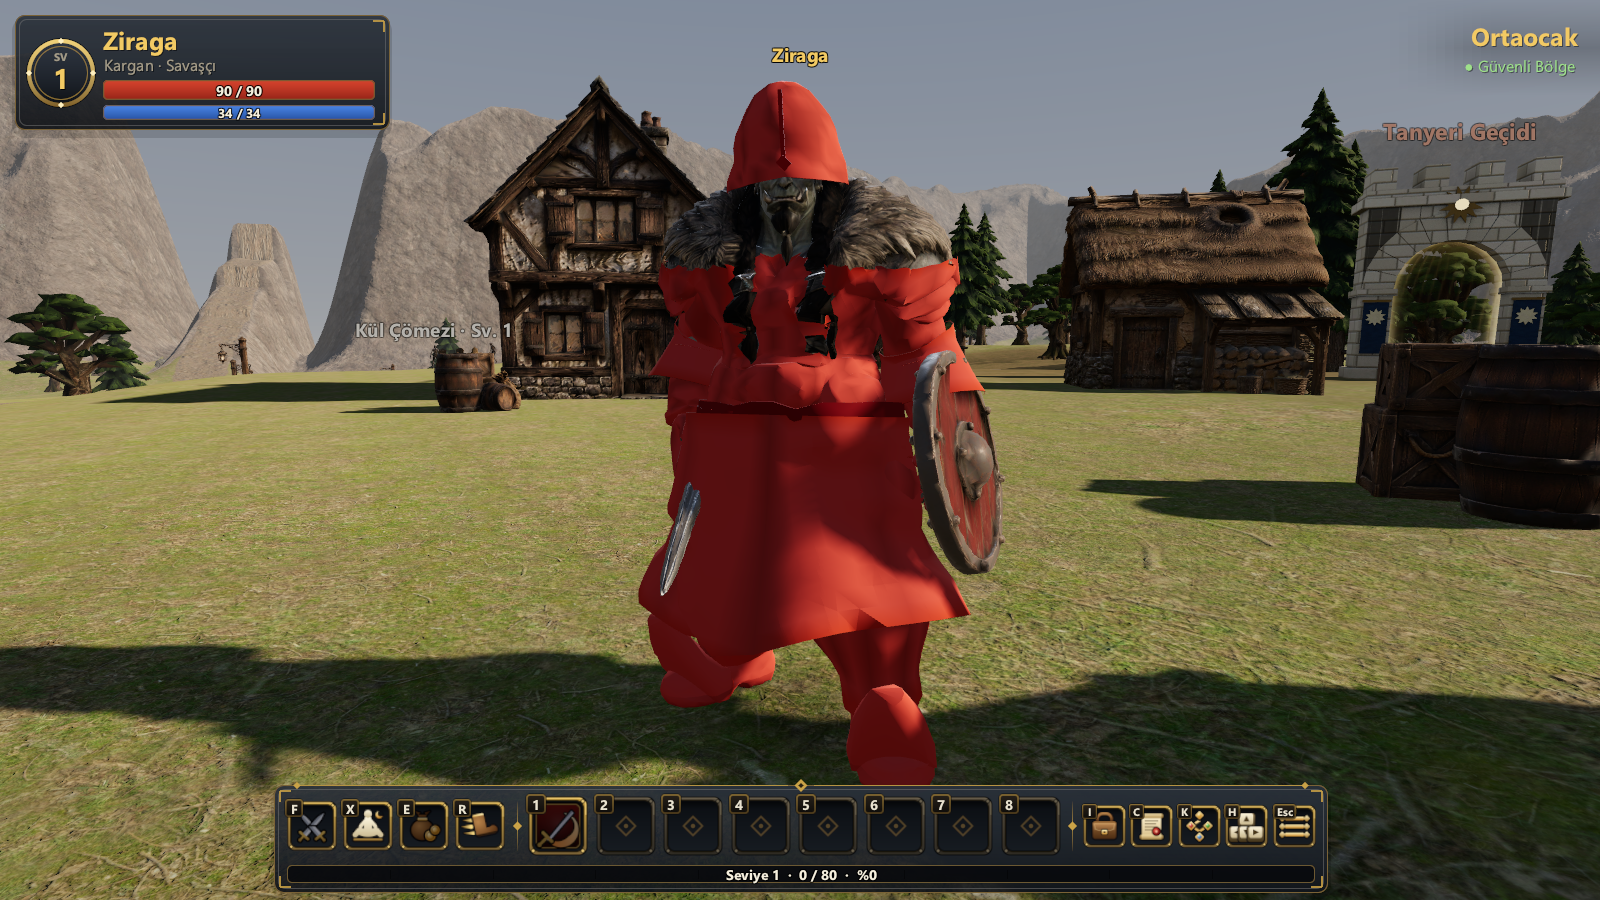 SV
1
Ziraga
Kargan · Savaşçı
90 / 90
34 / 34
Ziraga
Ortaocak
Güvenli Bölge
Tanyeri Geçidi
Kül Çömezi · Sv. 1
F
X
E
R
1
2
3
4
5
6
7
8
I
C
K
H
Esc
Seviye 1 · 0 / 80 · %0